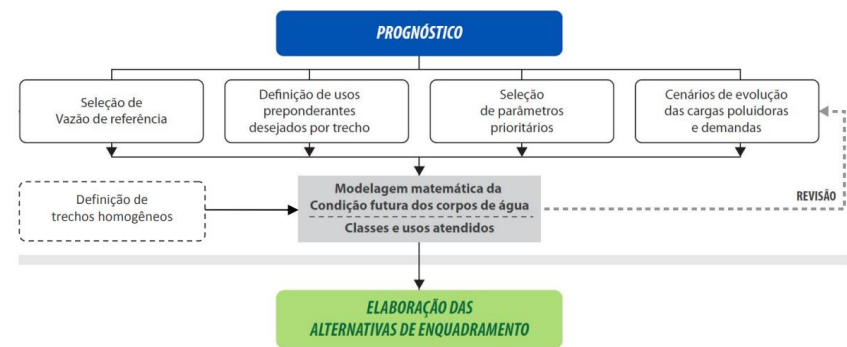 PROGNÓSTICO
Seleção de
Vazão de referência
Definição de usos
preponderantes
desejados por trecho
Seleção
de parâmetros
prioritários
Cenários de evolução
das cargas poluidoras
e demandas
Definição de
trechos homogêneos
Modelagem matemática da
Condição futura dos corpos de água
Classes e usos atendidos
REVISÃO
ELABORAÇÃO DAS
ALTERNATIVAS DE ENQUADRAMENTO